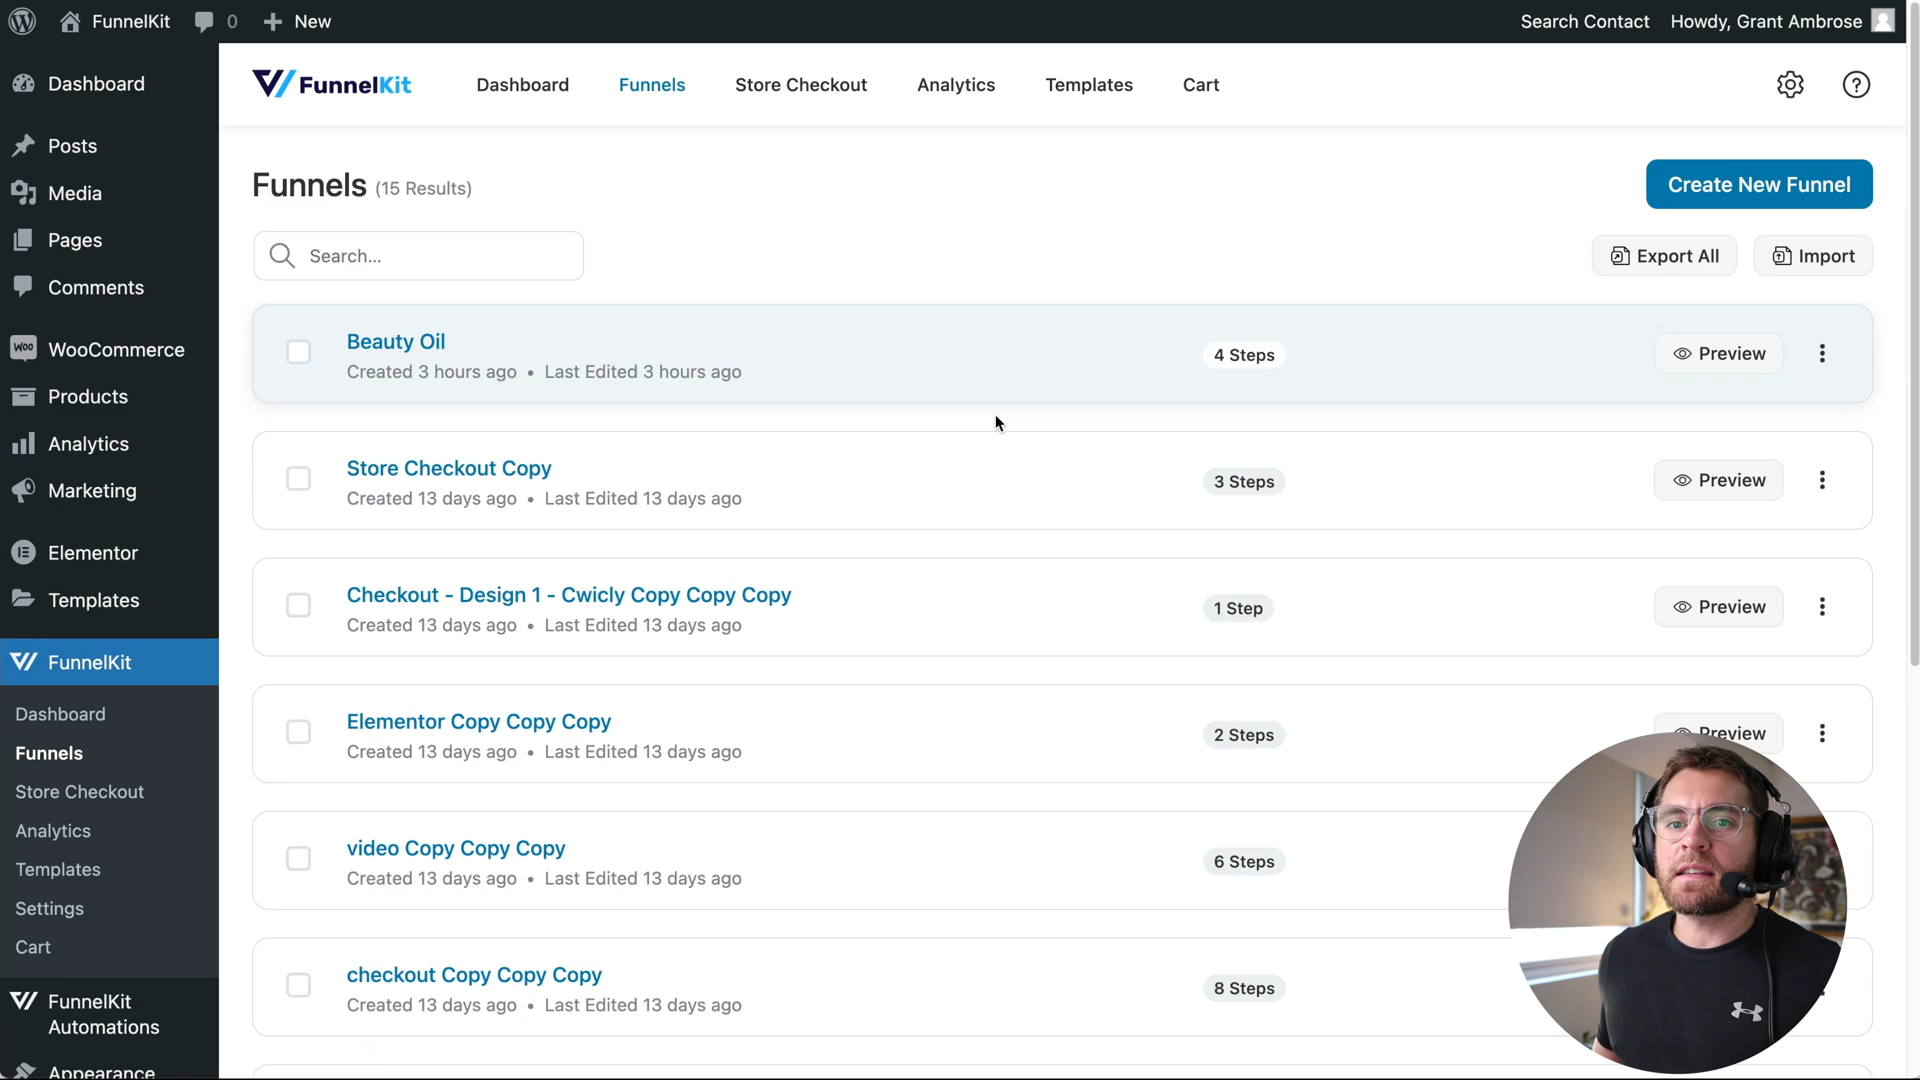 FunnelKit
0
New
Search Contact
Howdy, Grant Ambrose
Dashboard
Posts
Media
Pages
Comments
WOO
WooCommerce
Products
Analytics
Marketing
Elementor
Templates
FunnelKit
Dashboard
Funnels
Store Checkout
Analytics
Templates
Settings
Cart
FunnelKit
Automations
Appearance
FunnelKit
Dashboard
Funnels
Store Checkout
Analytics
Templates
Cart
?
Funnels (15 Results)
Create New Funnel
Search...
Export All
Import
Beauty Oil
Created 3 hours ago • Last Edited 3 hours ago
4 Steps
Preview
Store Checkout Copy
Created 13 days ago • Last Edited 13 days ago
3 Steps
Preview
Checkout - Design 1 - Cwicly Copy Copy Copy
Created 13 days ago • Last Edited 13 days ago
1 Step
Preview
Elementor Copy Copy Copy
Created 13 days ago • Last Edited 13 days ago
2 Steps
Preview
video Copy Copy Copy
Created 13 days ago • Last Edited 13 days ago
6 Steps
checkout Copy Copy Copy
Created 13 days ago • Last Edited 13 days ago
8 Steps